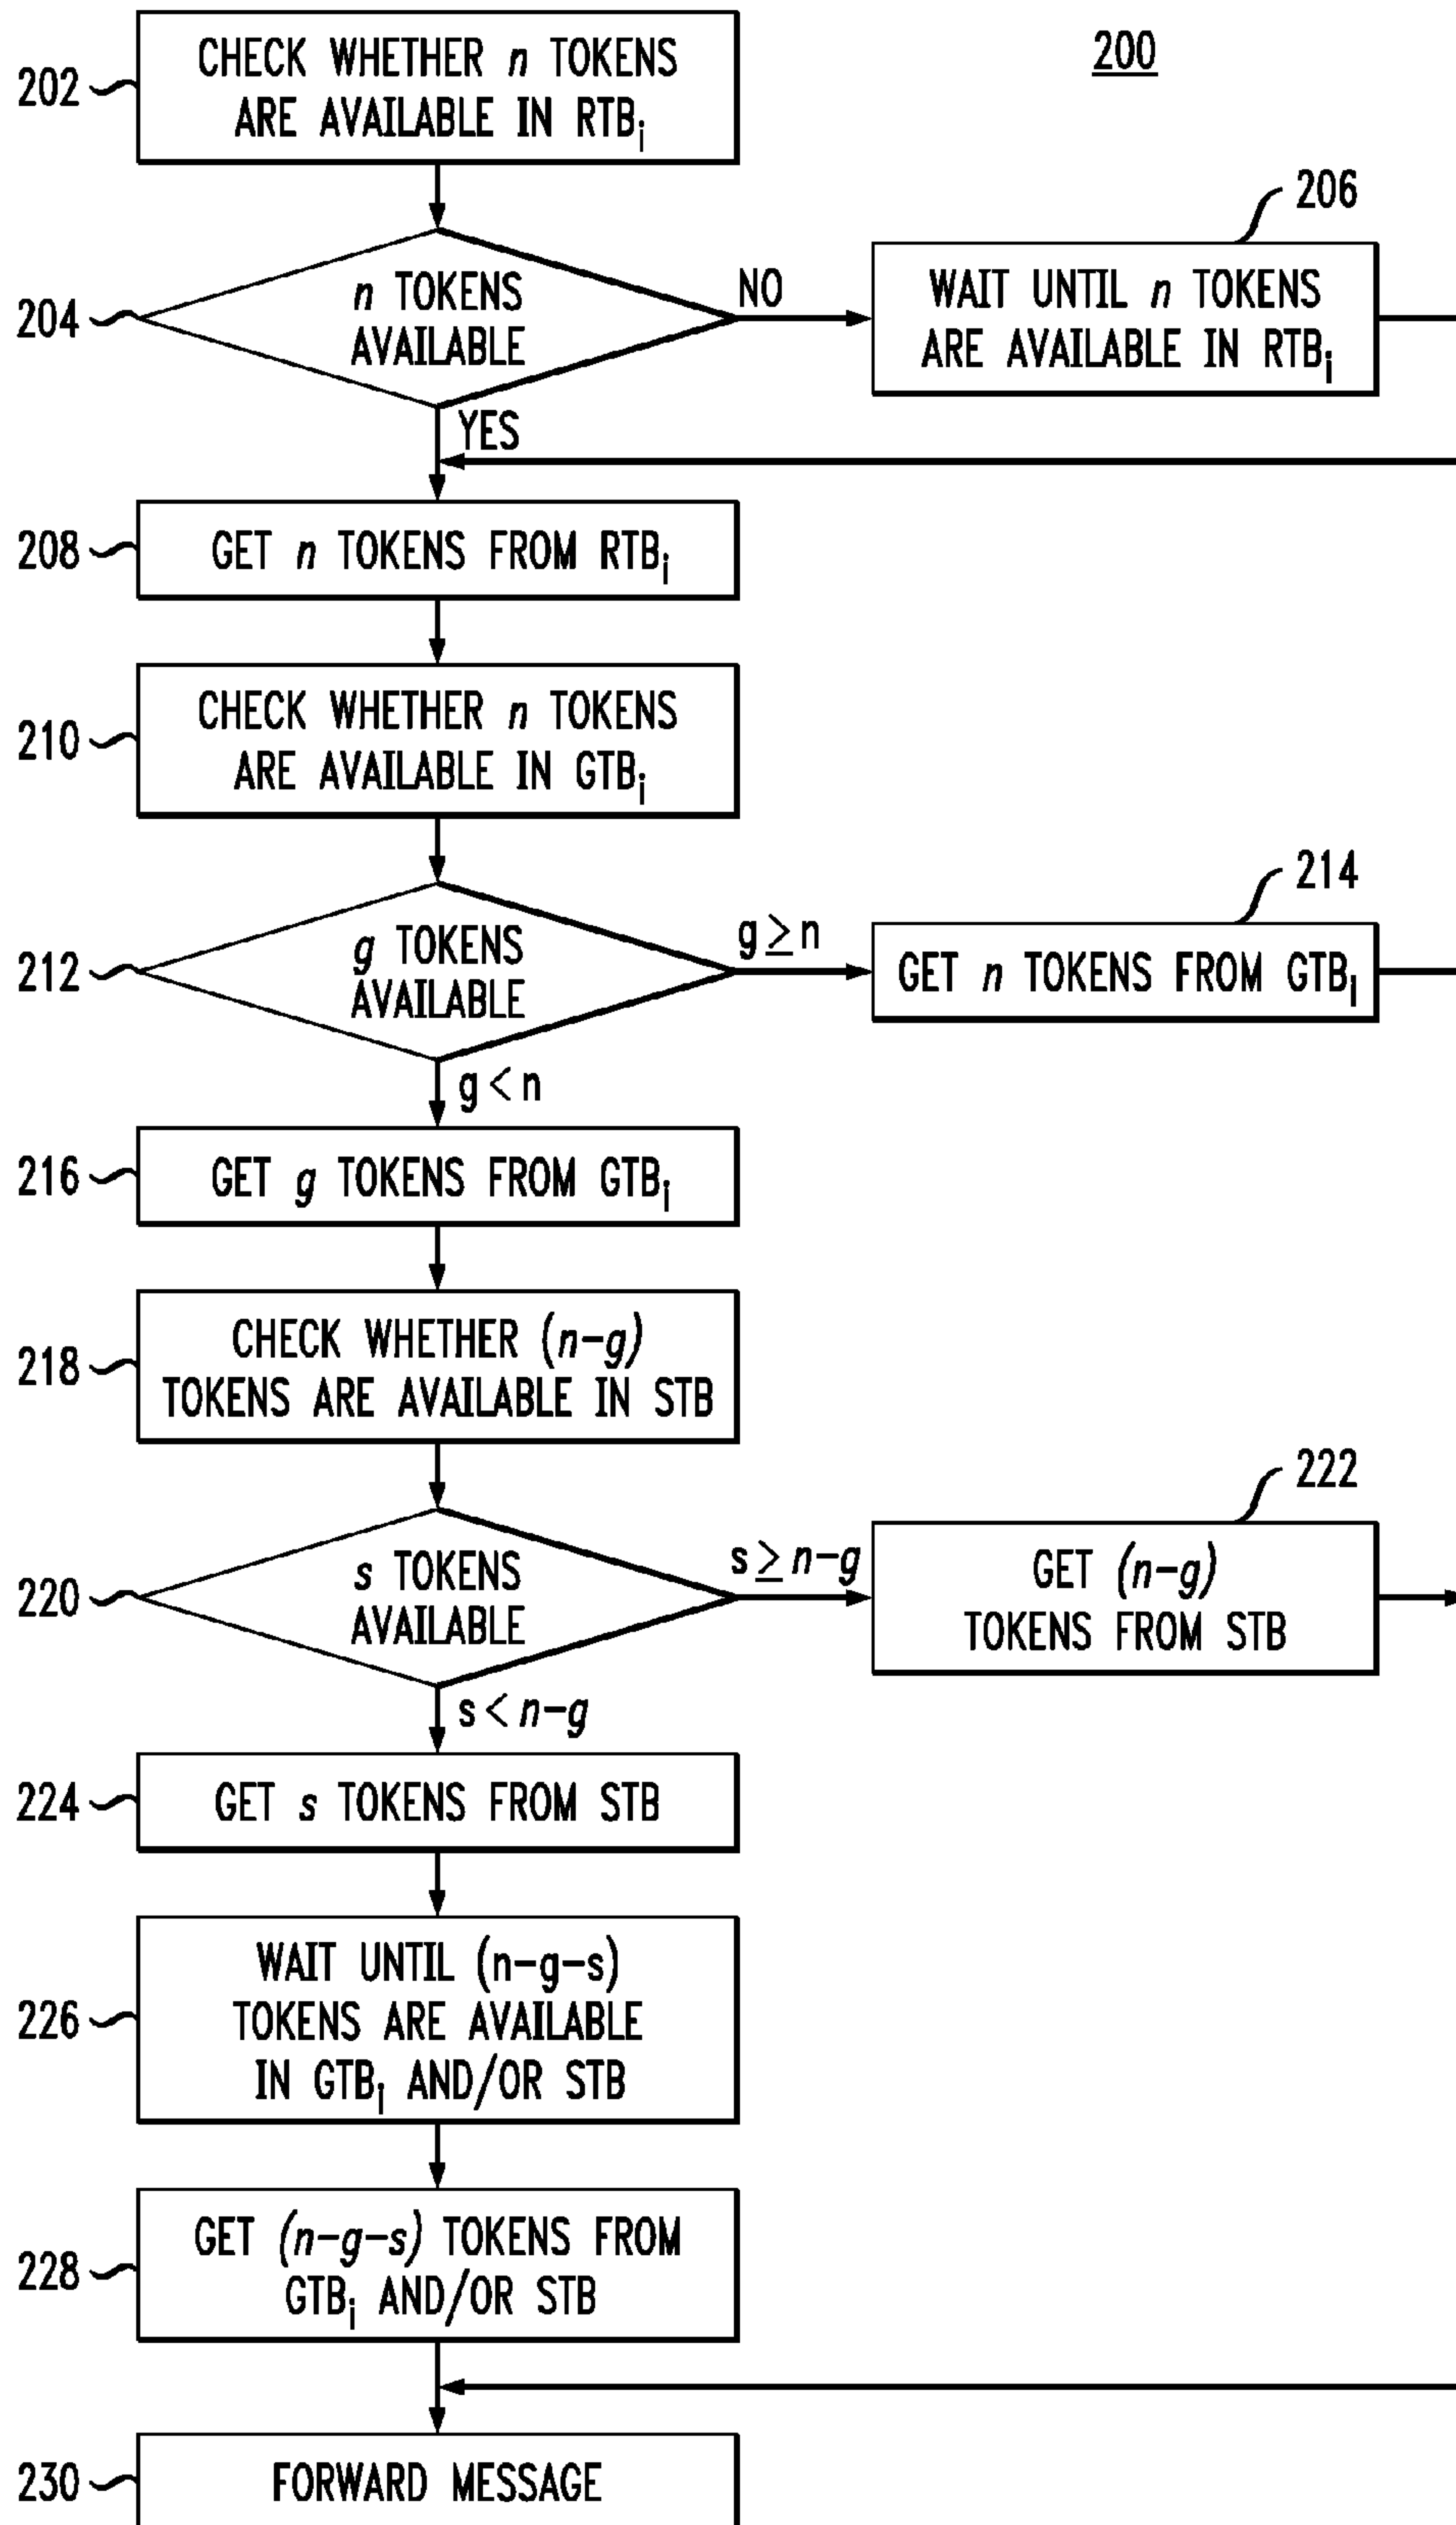 200
202
CHECK WHETHER n TOKENS
ARE AVAILABLE IN RTBi
204
n TOKENS
AVAILABLE
NO
206
WAIT UNTIL n TOKENS
ARE AVAILABLE IN RTBi
YES
208
GET n TOKENS FROM RTBi
210
CHECK WHETHER n TOKENS
ARE AVAILABLE IN GTBi
212
g TOKENS
AVAILABLE
g≥n
214
GET n TOKENS FROM GTBi
g<n
216
GET g TOKENS FROM GTBi
218
CHECK WHETHER (n-g)
TOKENS ARE AVAILABLE IN STB
220
s TOKENS
AVAILABLE
s≥n-g
222
GET (n-g)
TOKENS FROM STB
s<n-g
224
GET s TOKENS FROM STB
226
WAIT UNTIL (n-g-s)
TOKENS ARE AVAILABLE
IN GTBi AND/OR STB
228
GET (n-g-s) TOKENS FROM
GTBi AND/OR STB
230
FORWARD MESSAGE